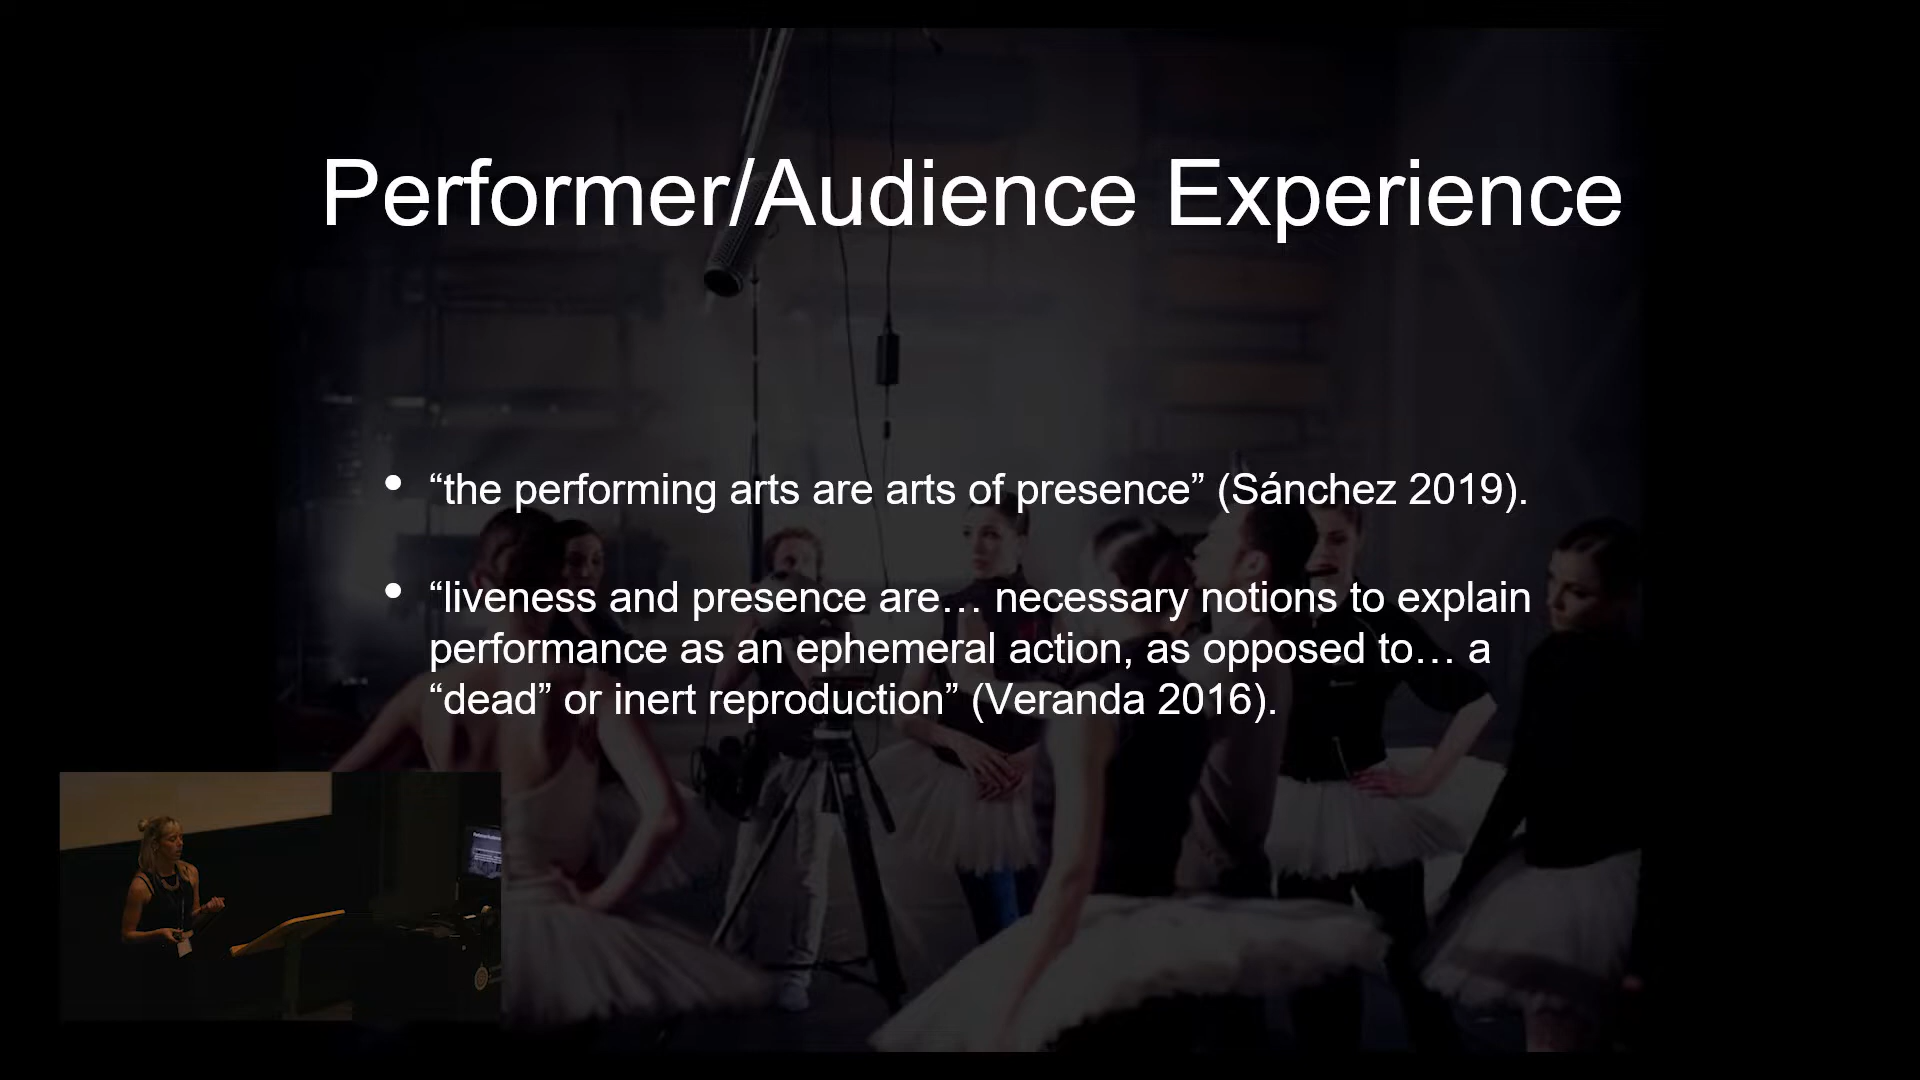 Performer/Audience Experience
• “the performing arts are arts of presence” (Sánchez 2019).
• “liveness and presence are… necessary notions to explain
performance as an ephemeral action, as opposed to… a
“dead” or inert reproduction” (Veranda 2016).